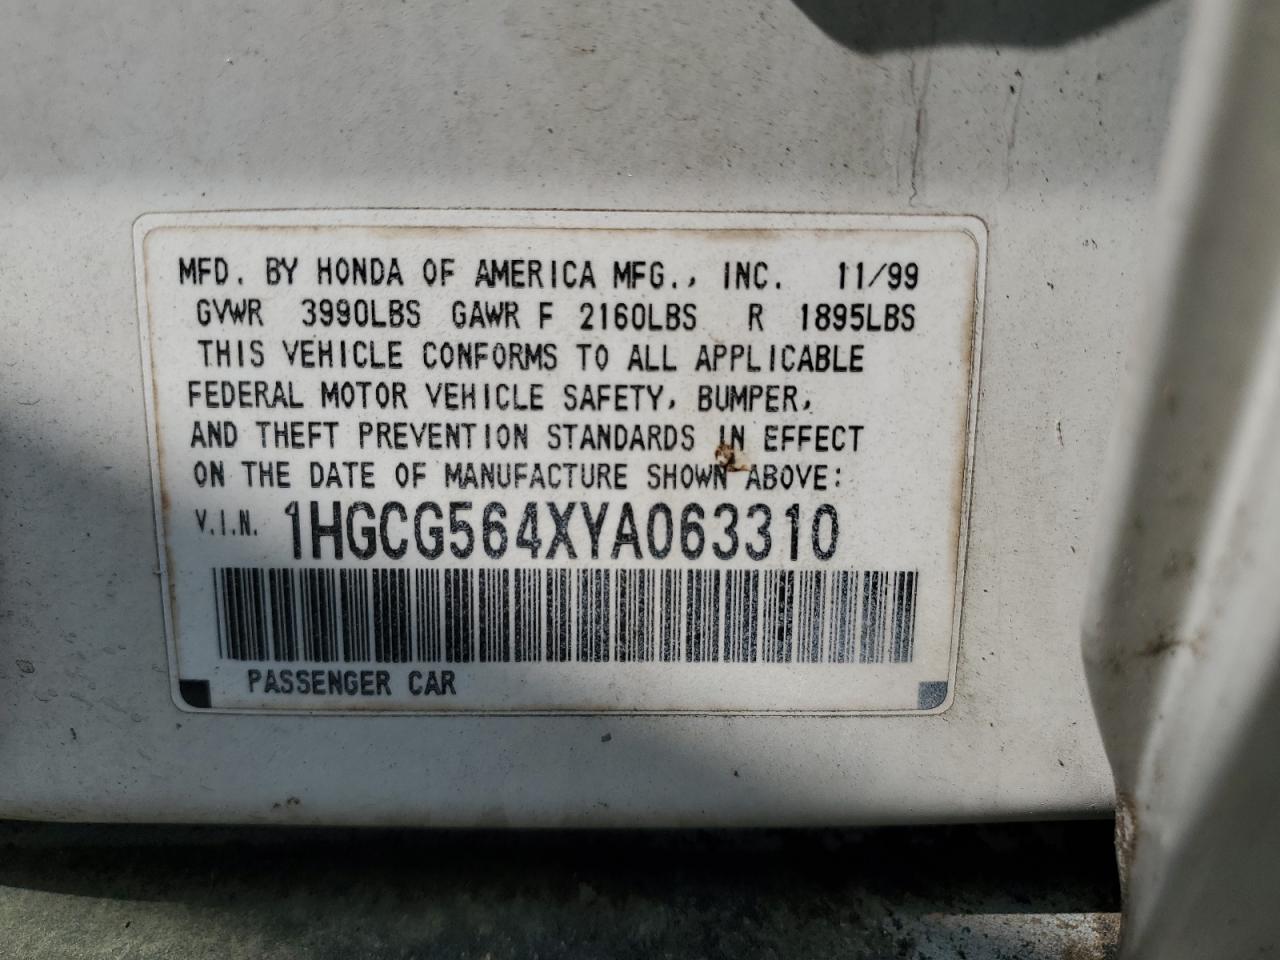 MFD. BY HONDA OF AMERICA MFG., INC. 11/99
GVWR 3990LBS GAWR F 2160LBS R 1895LBS
THIS VEHICLE CONFORMS TO ALL APPLICABLE
FEDERAL MOTOR VEHICLE SAFETY, BUMPER,
AND THEFT PREVENTION STANDARDS IN EFFECT
ON THE DATE OF MANUFACTURE SHOWN ABOVE:
V.I.N. 1HGCG564XYA063310
PASSENGER CAR